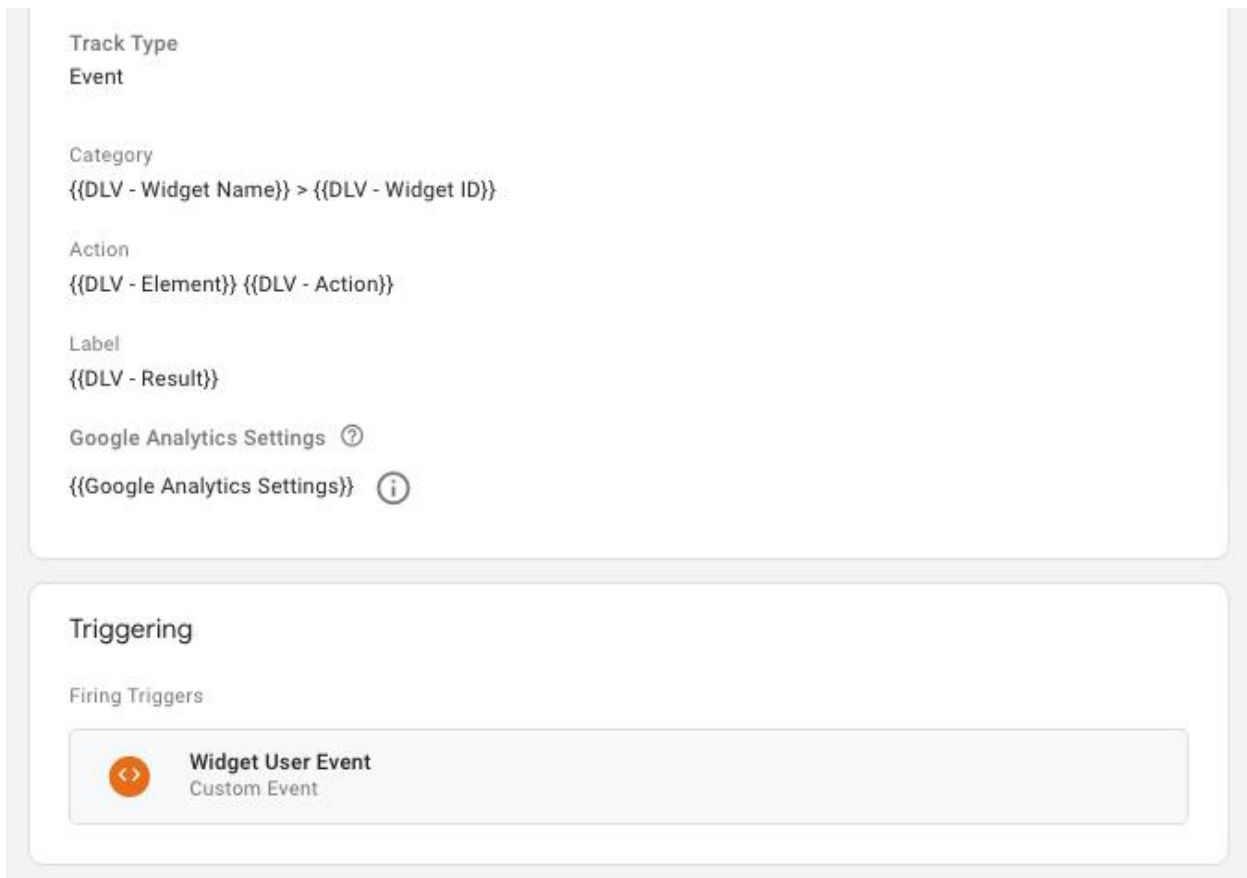 Track Type
Event
Category
{{DLV - Widget Name}} > {{DLV - Widget ID}}
Action
{{DLV - Element}} {{DLV - Action}}
Label
{{DLV - Result}}
Google Analytics Settings
{{Google Analytics Settings}}
Triggering
Firing Triggers
Widget User Event
Custom Event